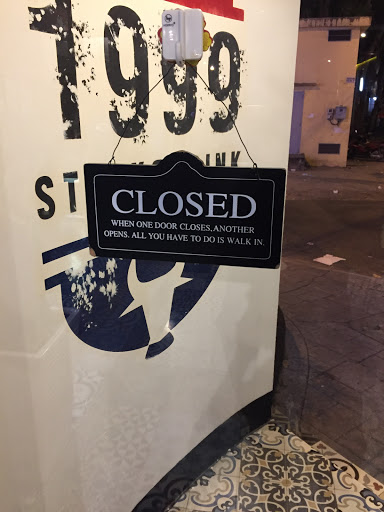 1999
CLOSED
WHEN ONE DOOR CLOSES, ANOTHER
OPENS. ALL YOU HAVE TO DO IS WALK IN.